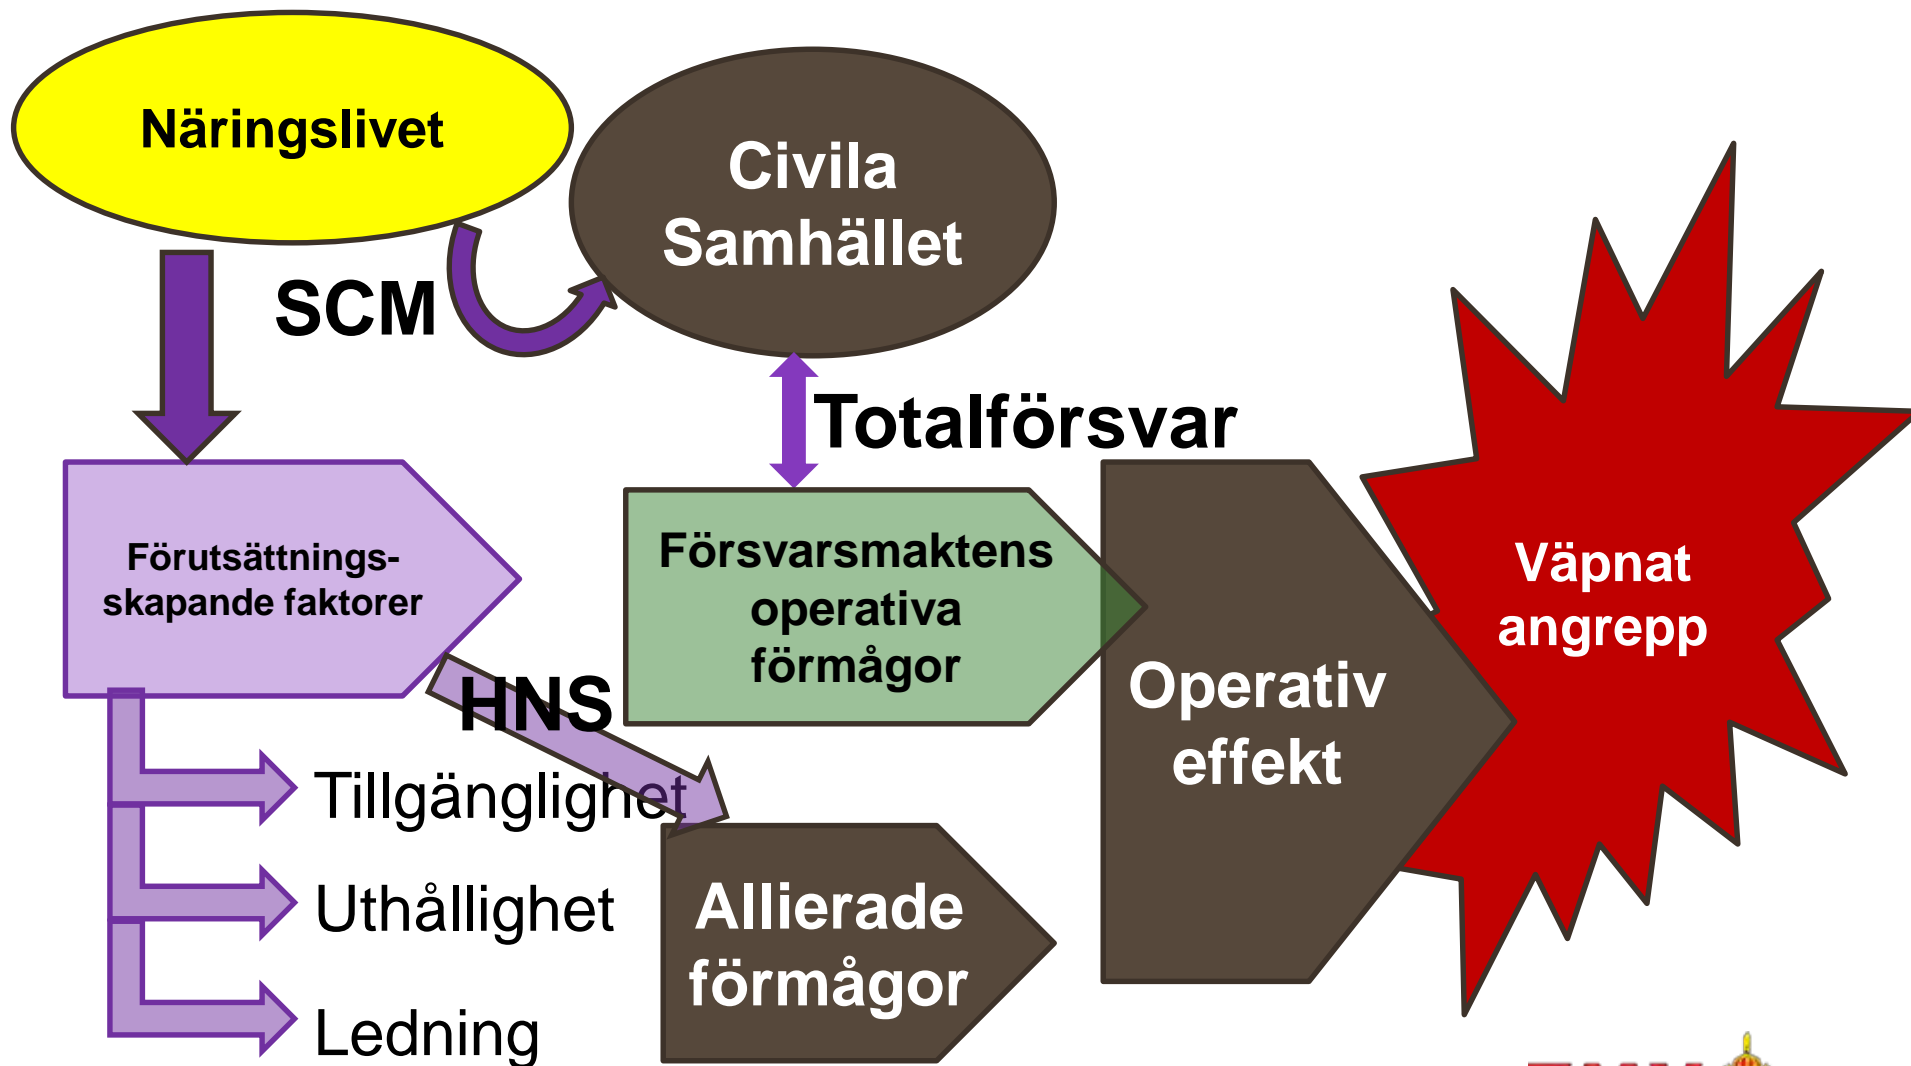 Näringslivet
Civila
Samhället
SCM
Totalförsvar
Förutsättnings-
skapande faktorer
Försvarsmaktens
operativa
förmågor
Väpnat
angrepp
HNS
Operativ
effekt
Tillgänglighet
Uthållighet
Ledning
Allierade
förmågor